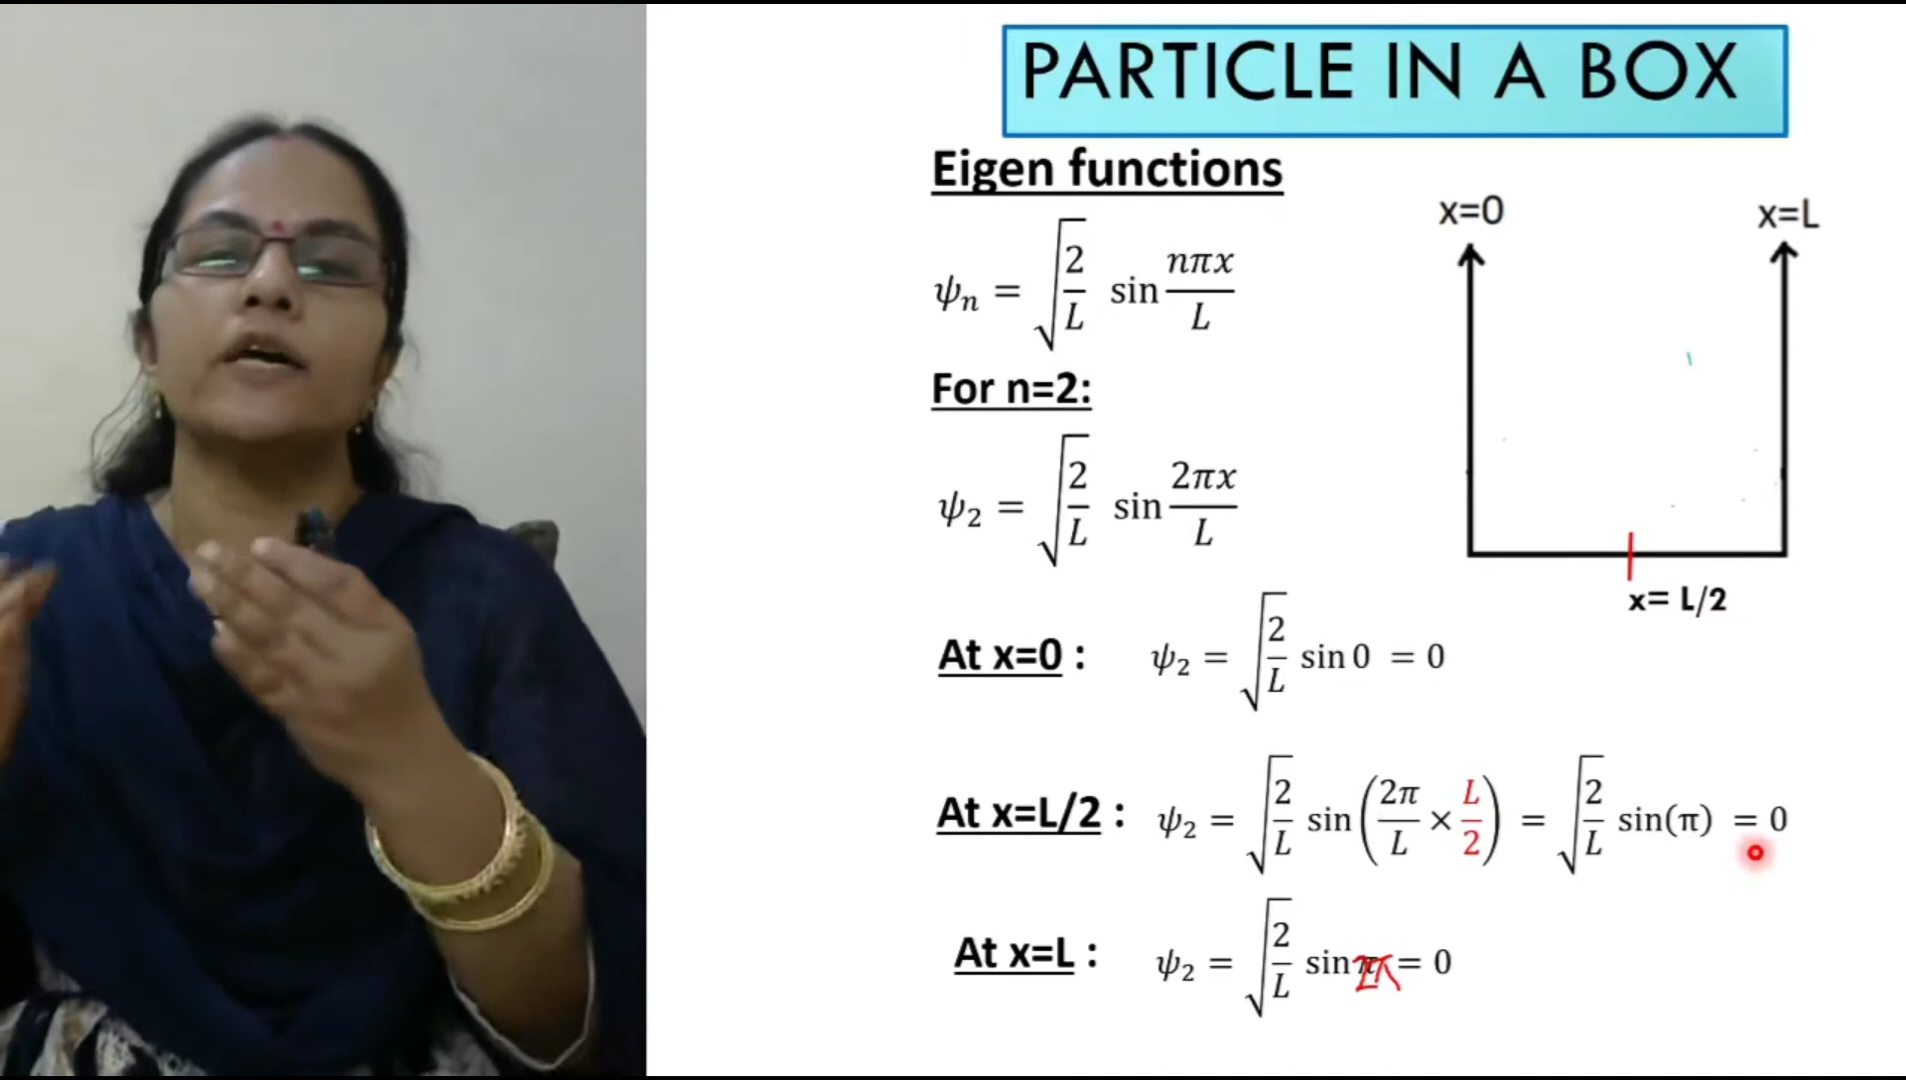 PARTICLE IN A BOX
Eigen functions
x=0
x=L
ψₙ = √(2/L) sin nπx/L
For n=2:
ψ₂ = √(2/L) sin 2πx/L
x= L/2
At x=0 : ψ₂ = √(2/L) sin 0 = 0
At x=L/2 : ψ₂ = √(2/L) sin(2π/L × L/2) = √(2/L) sin(π) = 0
At x=L : ψ₂ = √(2/L) sin 2π = 0